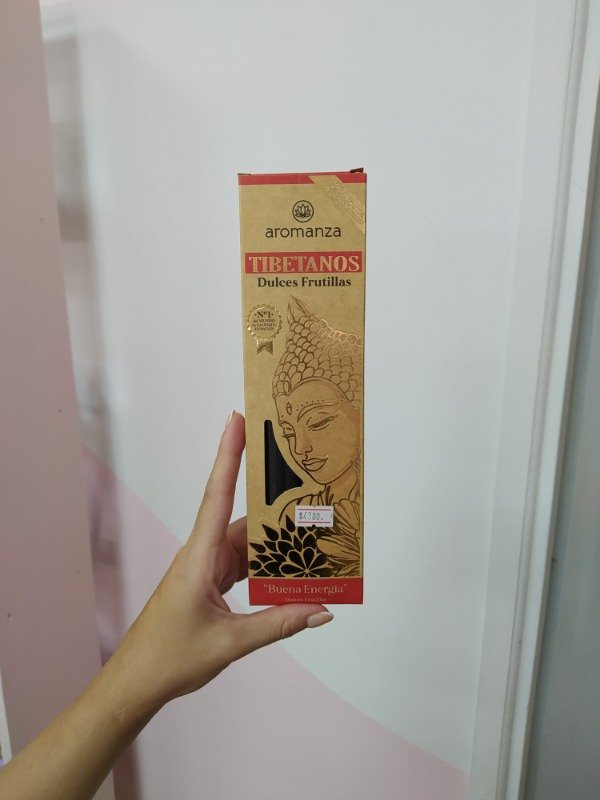 aromanza
TIBETANOS
Dulces Frutillas
Nº1
"Buena Energía"
- Dulces Frutillas -